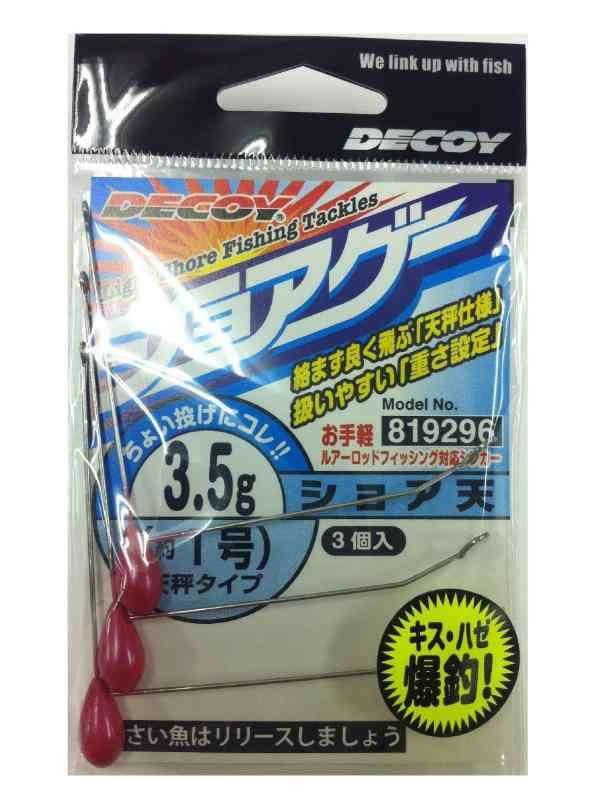 We link up with fish
DECOY
DECOY®
Light Shore Fishing Tackles
ショアグー
絡まず良く飛ぶ「天秤仕様」
扱いやすい「重さ設定」
Model No.
お手軽 819296
ルアーロッドフィッシング対応シンカー
ちょい投げにコレ!!
3.5g
(約1号)
天秤タイプ
ショア天
3個入
キス・ハゼ
爆釣!
さい魚はリリースしましょう